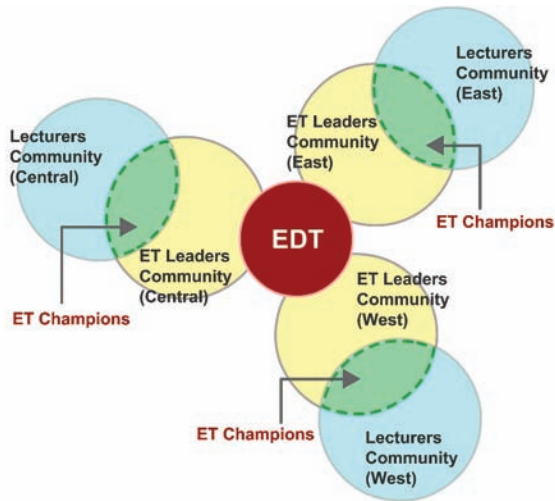 Lecturers
Community
(East)
ET Leaders
Community
(East)
ET Champions
Lecturers
Community
(Central)
ET Leaders
Community
(Central)
ET Champions
EDT
ET Leaders
Community
(West)
ET Champions
Lecturers
Community
(West)